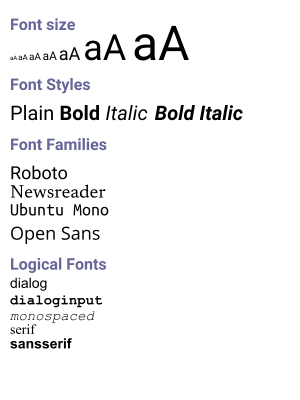 Font size
aA aA aA aA aA aA aA
Font Styles
Plain Bold Italic Bold Italic
Font Families
Roboto
Newsreader
Ubuntu Mono
Open Sans
Logical Fonts
dialog
dialoginput
monospaced
serif
sansserif